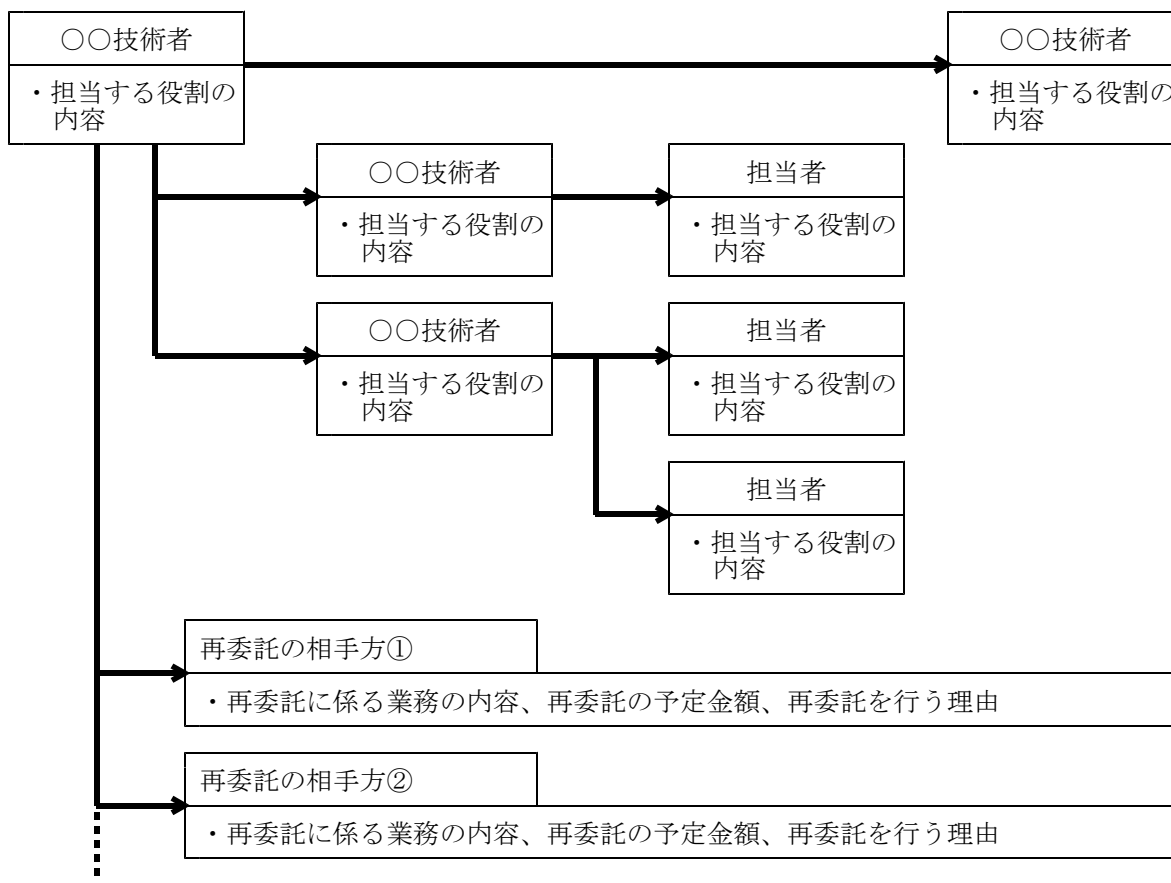 ○○技術者
・担当する役割の
内容
○○技術者
・担当する役割の
内容
○○技術者
・担当する役割の
内容
担当者
・担当する役割の
内容
○○技術者
・担当する役割の
内容
担当者
・担当する役割の
内容
担当者
・担当する役割の
内容
再委託の相手方①
・再委託に係る業務の内容、再委託の予定金額、再委託を行う理由
再委託の相手方②
・再委託に係る業務の内容、再委託の予定金額、再委託を行う理由